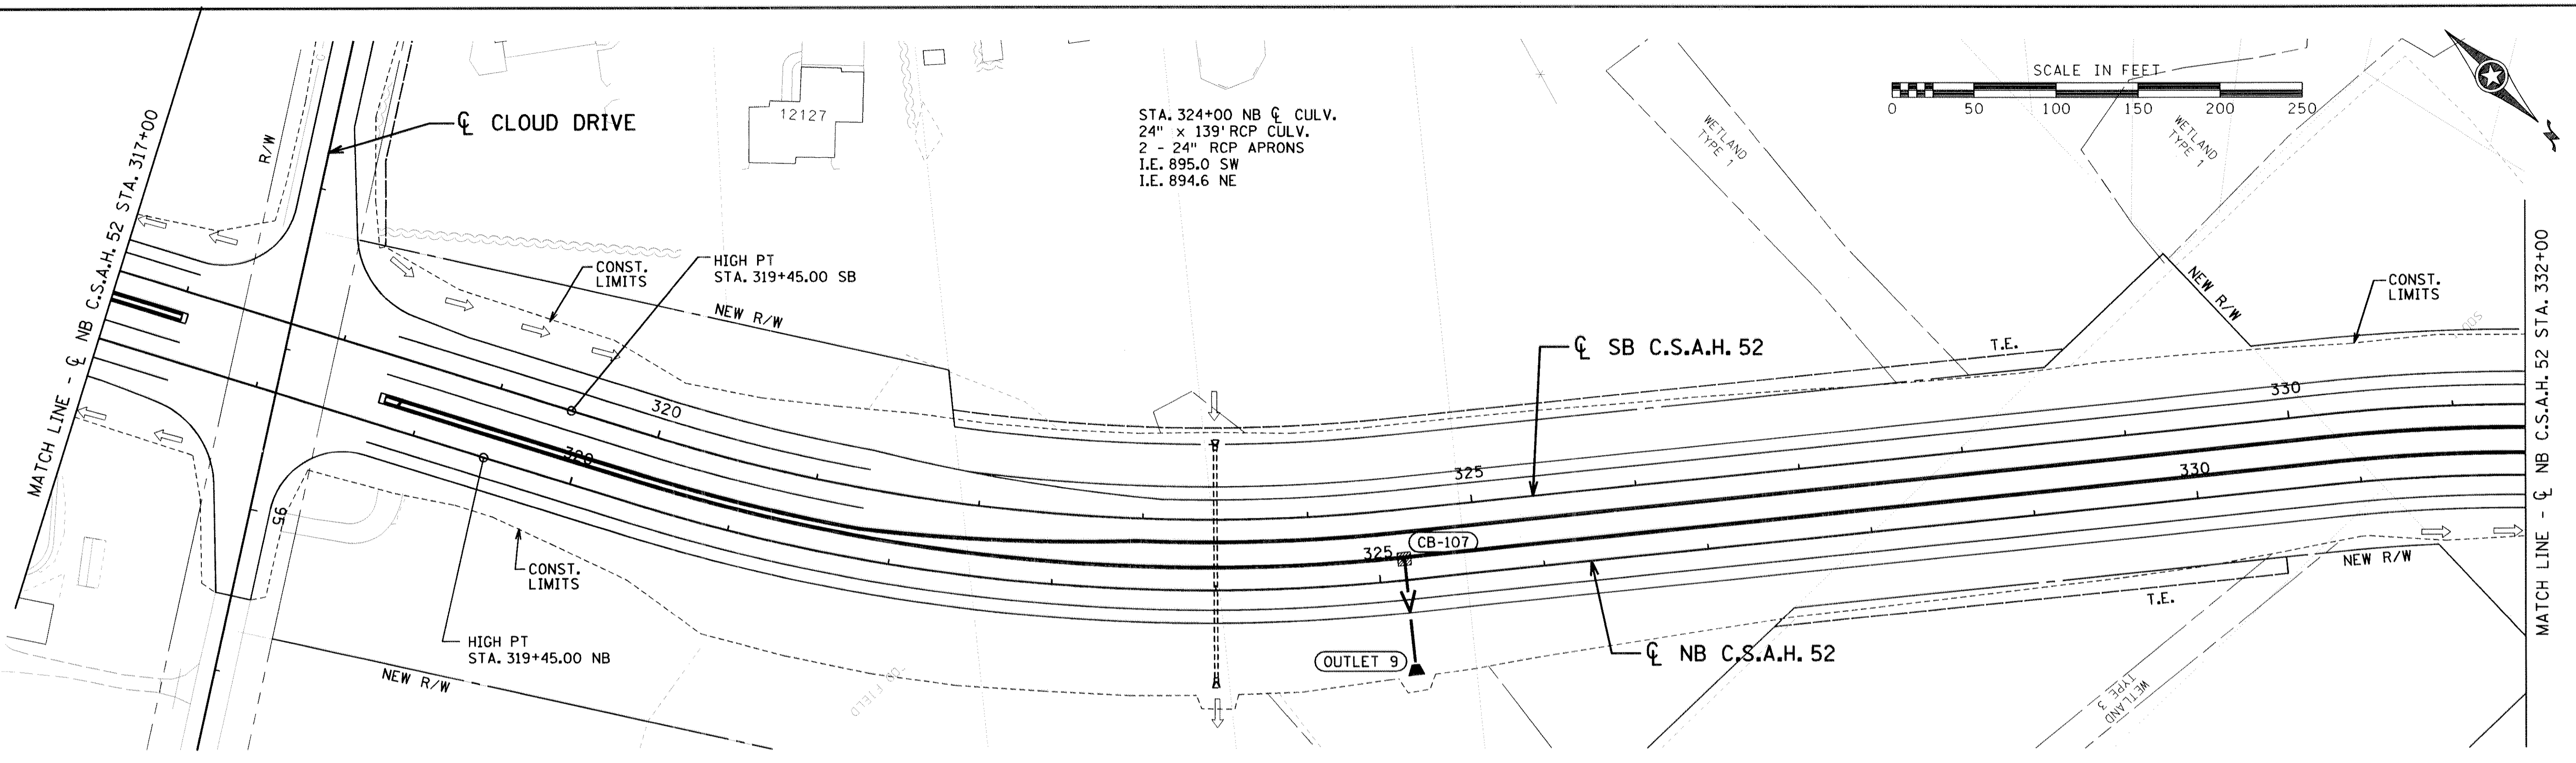 MATCH LINE - ℄ NB C.S.A.H. 52 STA. 317+00
R/W
℄ CLOUD DRIVE
12127
STA. 324+00 NB ℄ CULV.
24" x 139' RCP CULV.
2 - 24" RCP APRONS
I.E. 895.0 SW
I.E. 894.6 NE
WETLAND
TYPE 1
SCALE IN FEET
0 50 100 150 200 250
WETLAND
TYPE 1
N
CONST.
LIMITS
HIGH PT
STA. 319+45.00 SB
NEW R/W
NEW R/W
CONST.
LIMITS
T.E.
℄ SB C.S.A.H. 52
320
320
325
330
330
325
CB-107
95
CONST.
LIMITS
HIGH PT
STA. 319+45.00 NB
NEW R/W
OUTLET 9
℄ NB C.S.A.H. 52
T.E.
NEW R/W
WETLAND
TYPE 3
SOD
MATCH LINE - ℄ NB C.S.A.H. 52 STA. 332+00